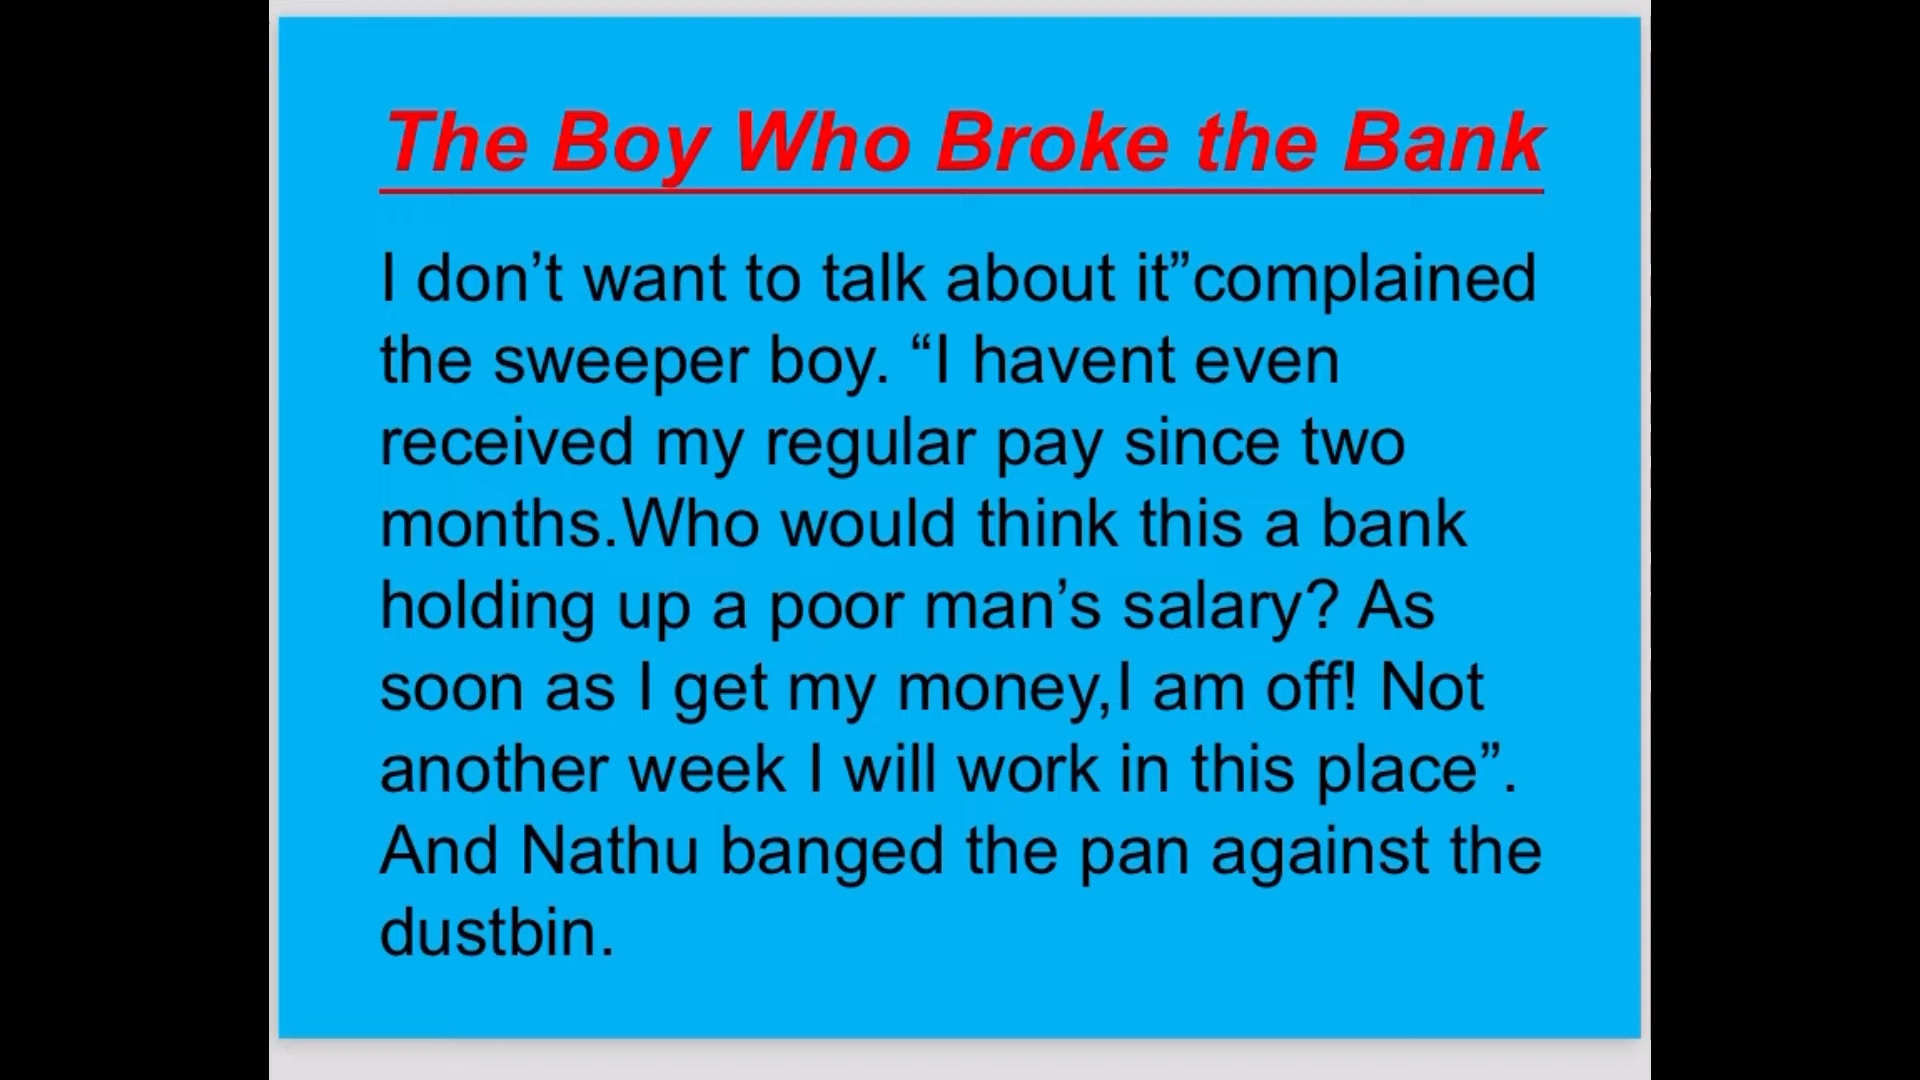 The Boy Who Broke the Bank
I don’t want to talk about it”complained
the sweeper boy. “I havent even
received my regular pay since two
months.Who would think this a bank
holding up a poor man’s salary? As
soon as I get my money,I am off! Not
another week I will work in this place”.
And Nathu banged the pan against the
dustbin.